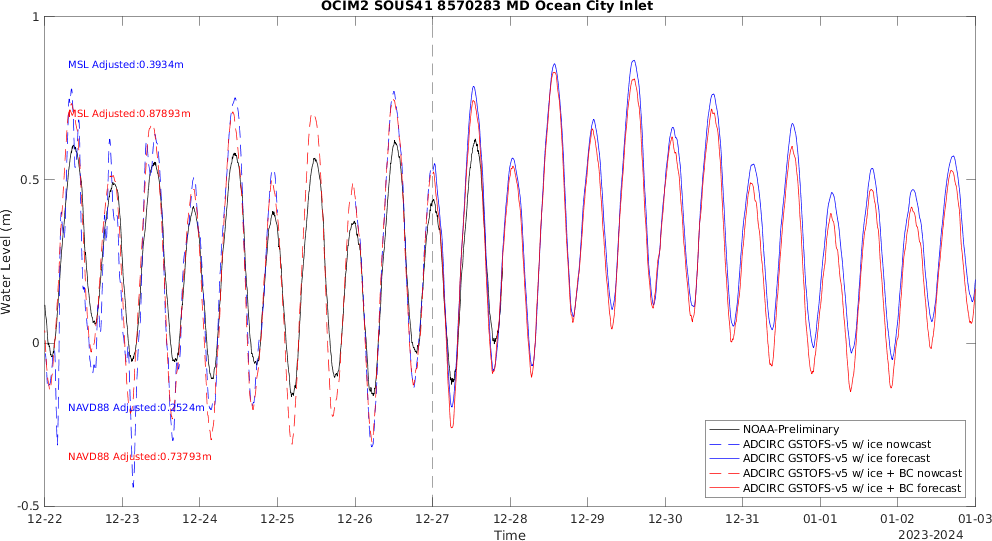 OCIM2 SOUS41 8570283 MD Ocean City Inlet
1
MSL Adjusted:0.3934m
MSL Adjusted:0.87893m
0.5
Water Level (m)
0
NAVD88 Adjusted:0.2524m
NAVD88 Adjusted:0.73793m
NOAA-Preliminary
ADCIRC GSTOFS-v5 w/ ice nowcast
ADCIRC GSTOFS-v5 w/ ice forecast
ADCIRC GSTOFS-v5 w/ ice + BC nowcast
ADCIRC GSTOFS-v5 w/ ice + BC forecast
-0.5
12-22 12-23 12-24 12-25 12-26 12-27 12-28 12-29 12-30 12-31 01-01 01-02 01-03
Time
2023-2024